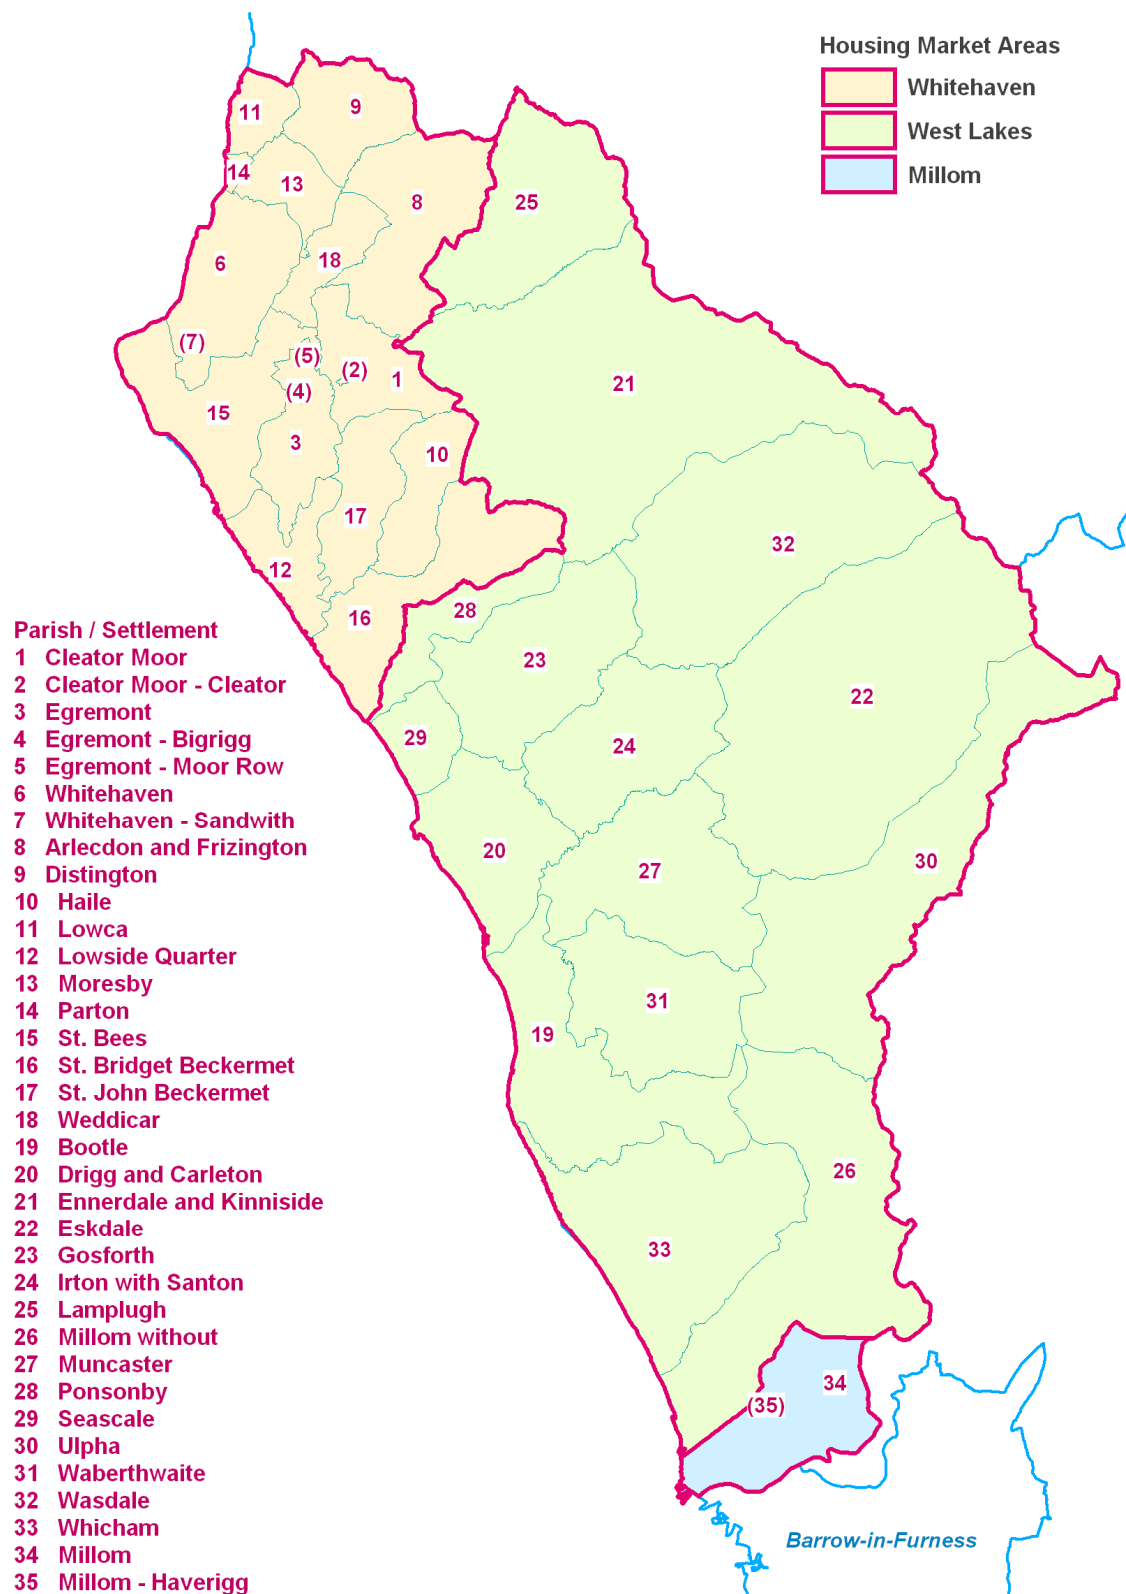 Housing Market Areas
Whitehaven
West Lakes
Millom
11
9
14
13
8
25
18
6
(7)
(5)
(2)
1
21
(4)
15
3
10
17
32
12
28
16
23
22
29
24
20
27
30
31
19
26
33
34
(35)
Barrow-in-Furness
Parish / Settlement
1 Cleator Moor
2 Cleator Moor - Cleator
3 Egremont
4 Egremont - Bigrigg
5 Egremont - Moor Row
6 Whitehaven
7 Whitehaven - Sandwith
8 Arlecdon and Frizington
9 Distington
10 Haile
11 Lowca
12 Lowside Quarter
13 Moresby
14 Parton
15 St. Bees
16 St. Bridget Beckermet
17 St. John Beckermet
18 Weddicar
19 Bootle
20 Drigg and Carleton
21 Ennerdale and Kinniside
22 Eskdale
23 Gosforth
24 Irton with Santon
25 Lamplugh
26 Millom without
27 Muncaster
28 Ponsonby
29 Seascale
30 Ulpha
31 Waberthwaite
32 Wasdale
33 Whicham
34 Millom
35 Millom - Haverigg